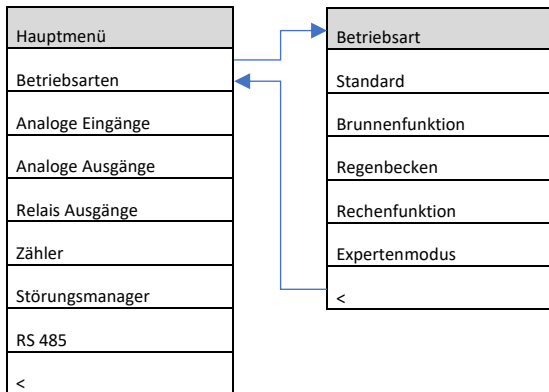 Hauptmenü
Betriebsarten
Analoge Eingänge
Analoge Ausgänge
Relais Ausgänge
Zähler
Störungsmanager
RS 485
<
Betriebsart
Standard
Brunnenfunktion
Regenbecken
Rechenfunktion
Expertenmodus
<